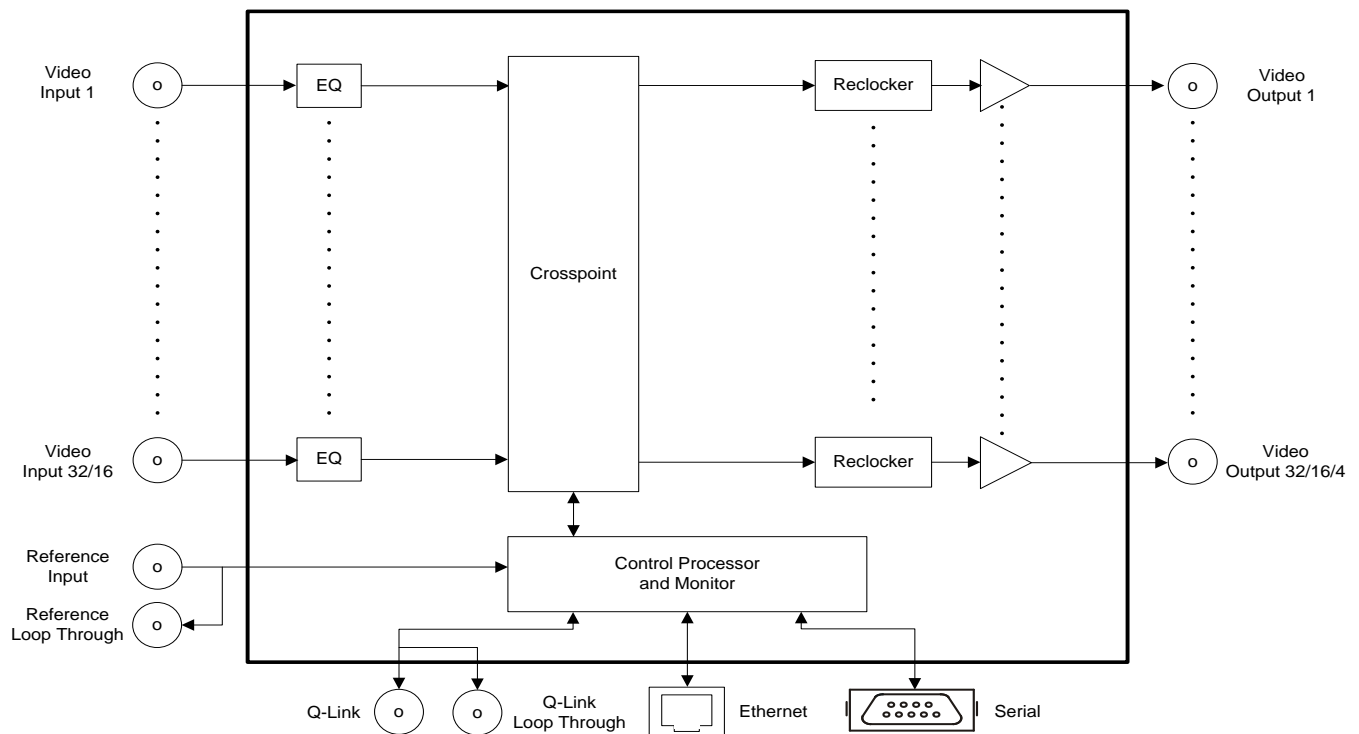 Video
Input 1
o
EQ
Reclocker
o
Video
Output 1
Crosspoint
Video
Input 32/16
o
EQ
Reclocker
o
Video
Output 32/16/4
Reference
Input
o
Control Processor
and Monitor
Reference
Loop Through
o
Q-Link
o
o
Q-Link
Loop Through
Ethernet
Serial